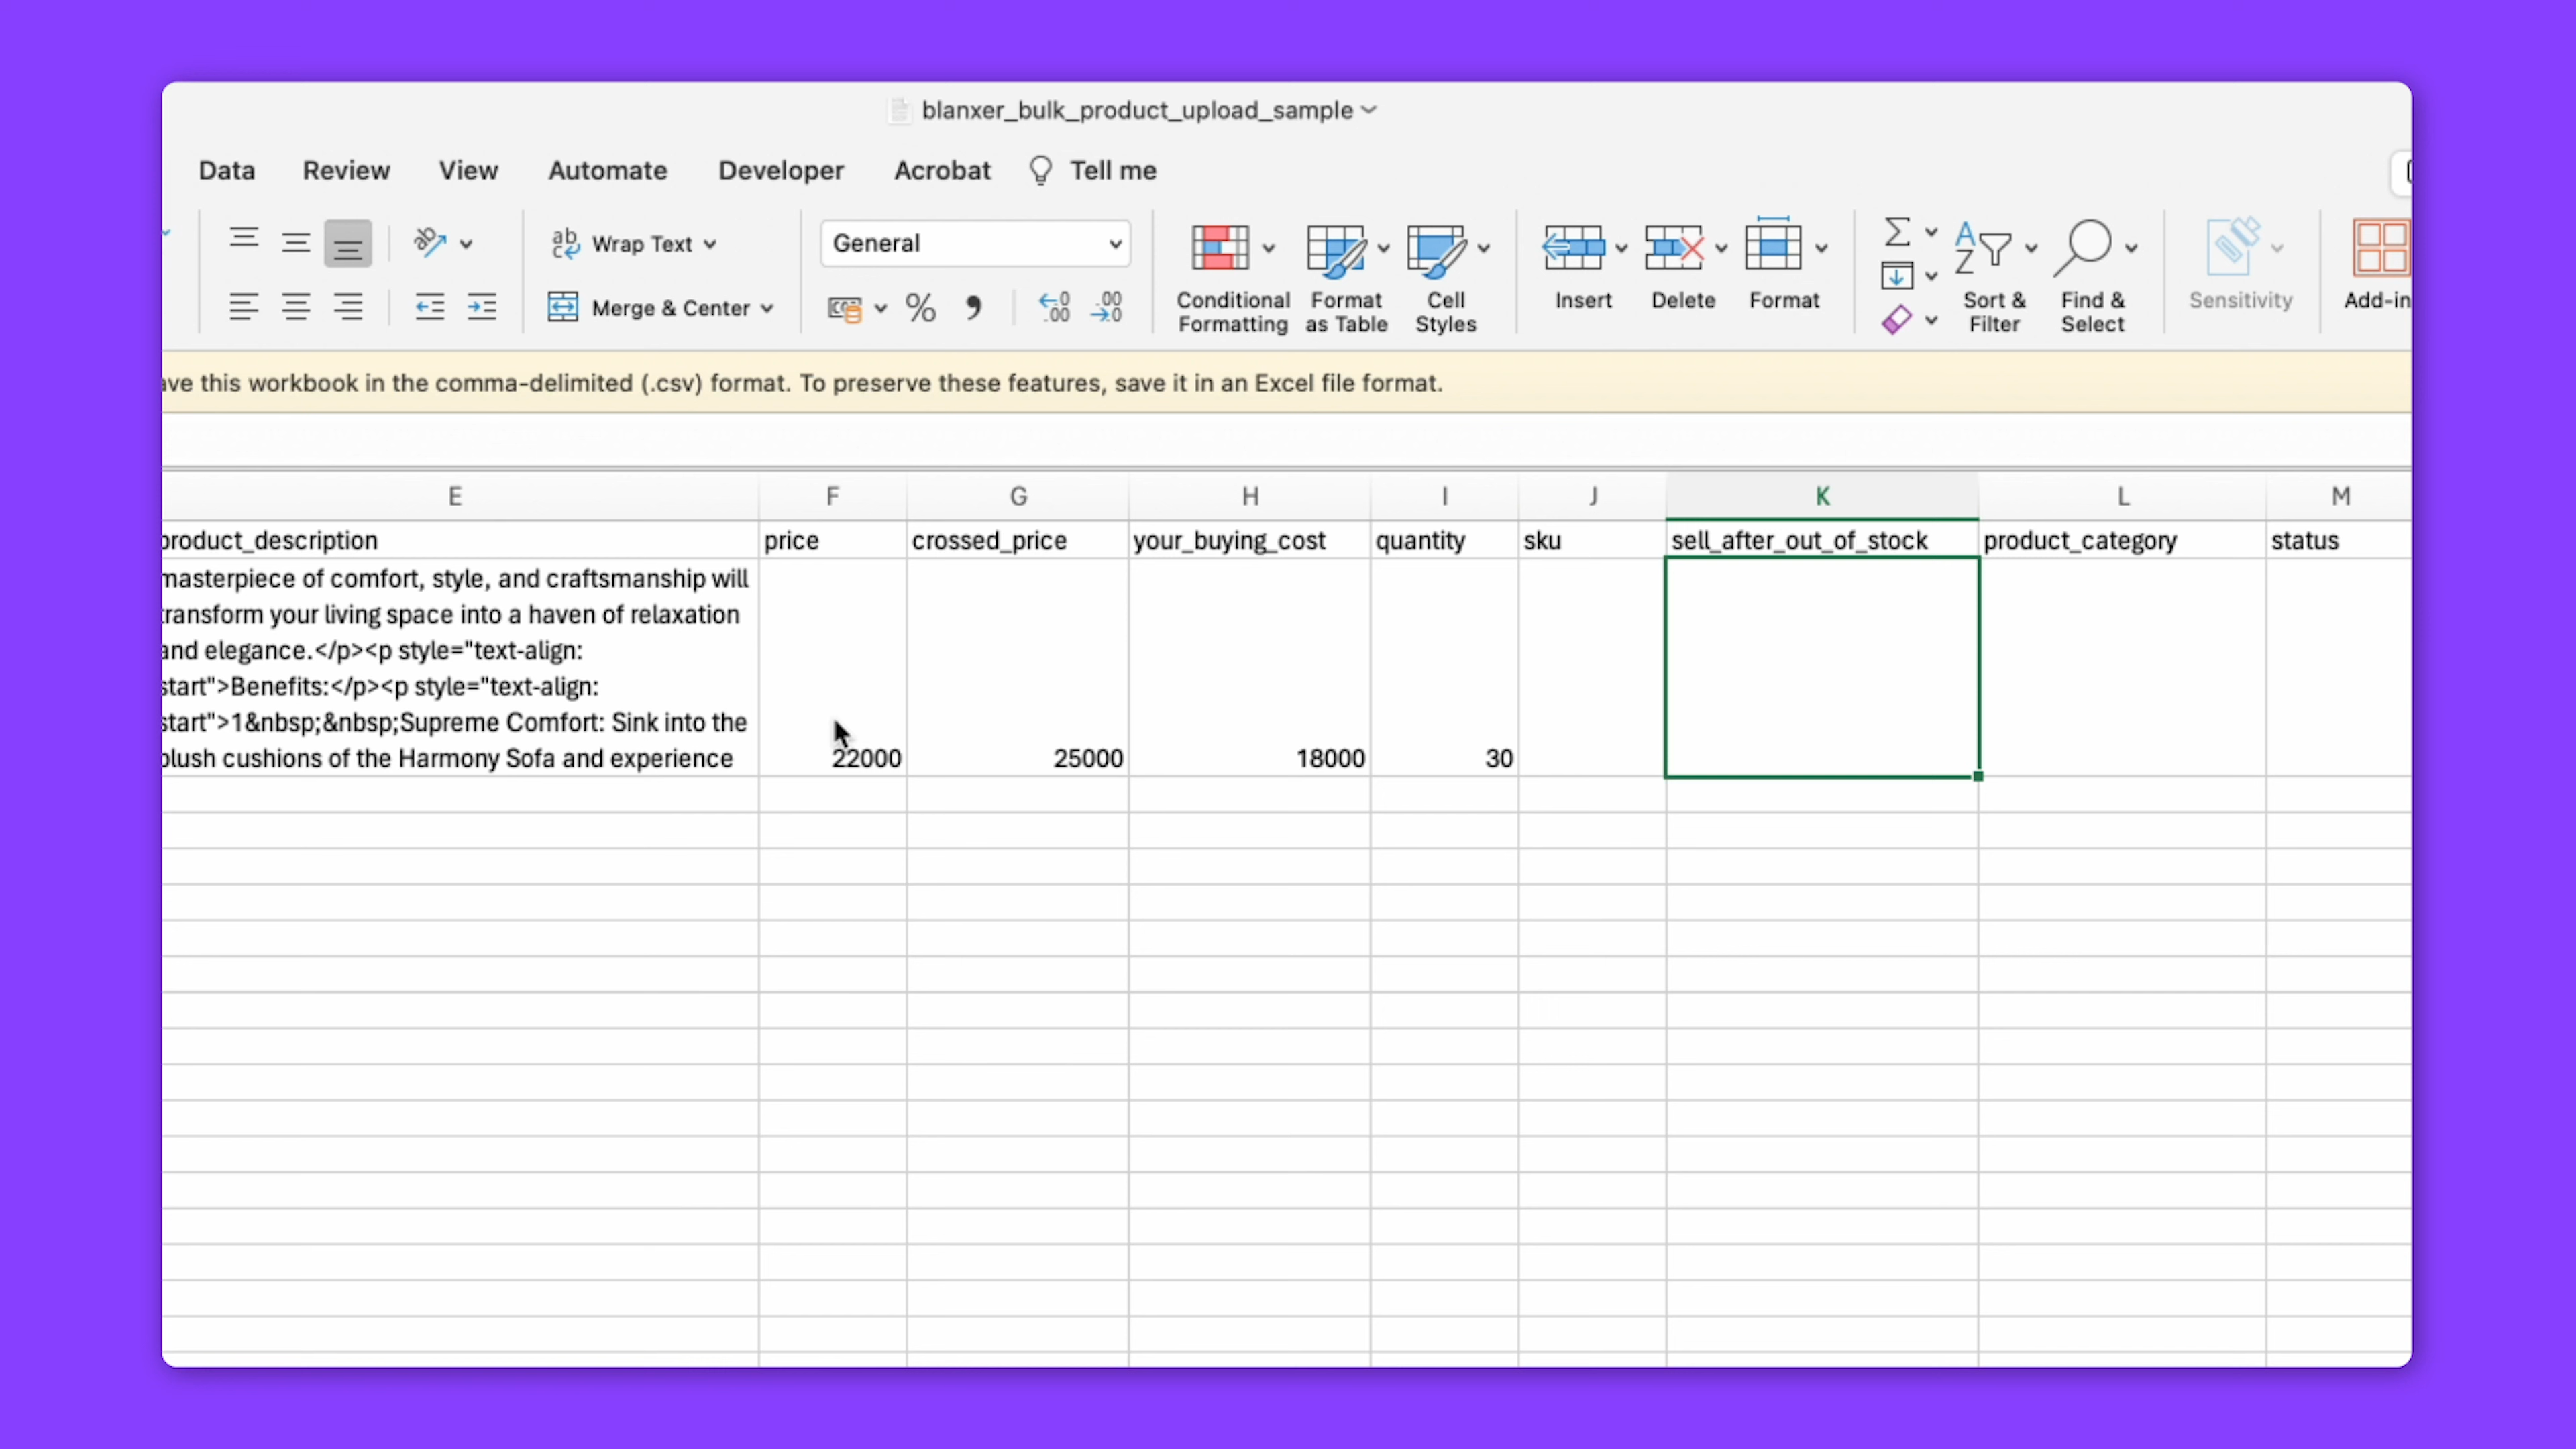 blanxer_bulk_product_upload_sample
Data Review View Automate Developer Acrobat Tell me
Wrap Text General
Merge & Center
Conditional Formatting
Format as Table
Cell Styles
Insert
Delete
Format
Sort & Filter
Find & Select
Sensitivity
Add-in
ave this workbook in the comma-delimited (.csv) format. To preserve these features, save it in an Excel file format.
E F G H I J K L M
product_description price crossed_price your_buying_cost quantity sku sell_after_out_of_stock product_category status
masterpiece of comfort, style, and craftsmanship will
transform your living space into a haven of relaxation
and elegance.</p><p style="text-align:
start">Benefits:</p><p style="text-align:
start">1&nbsp;&nbsp;Supreme Comfort: Sink into the
plush cushions of the Harmony Sofa and experience 22000 25000 18000 30